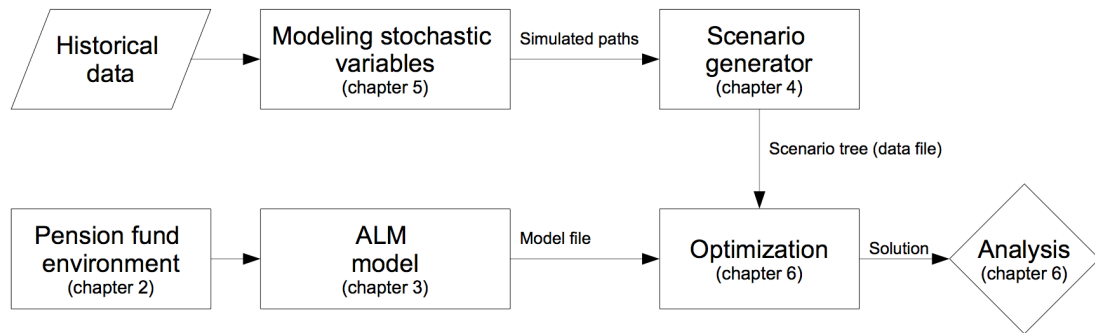 Historical
data
Modeling stochastic
variables
(chapter 5)
Simulated paths
Scenario
generator
(chapter 4)
Scenario tree (data file)
Pension fund
environment
(chapter 2)
ALM
model
(chapter 3)
Model file
Optimization
(chapter 6)
Solution
Analysis
(chapter 6)